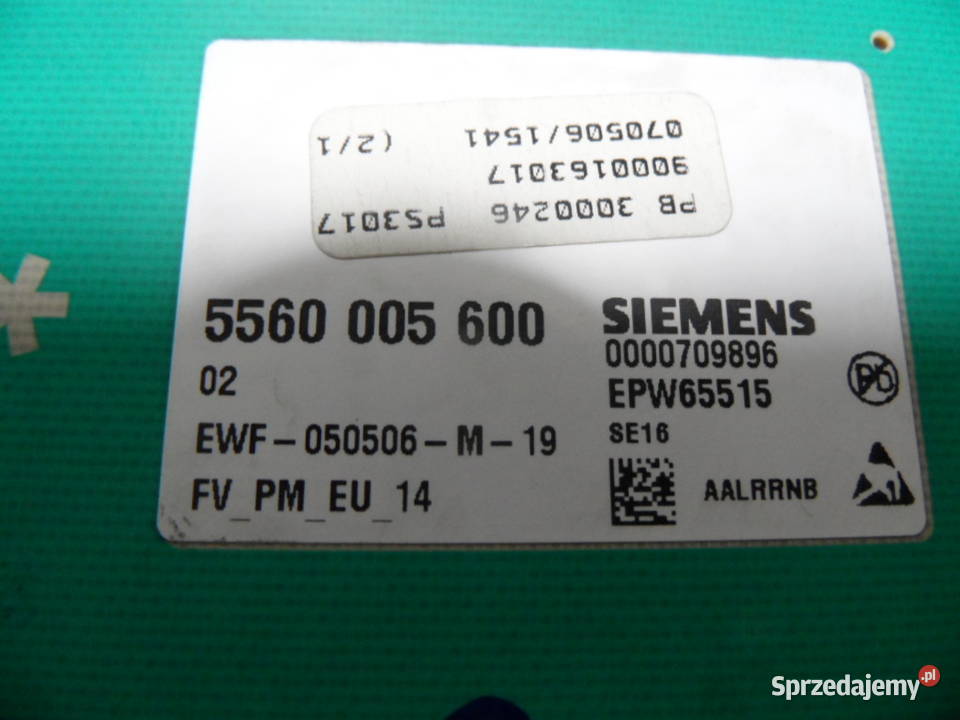 PB 3000246 PS3017
9000163017
070506/1541 (2/1
5560 005 600
02
EWF-050506-M-19
FV_PM_EU_14
SIEMENS
0000709896
EPW65515
SE16
AALRRNB
Pb
Sprzedajemy.pl